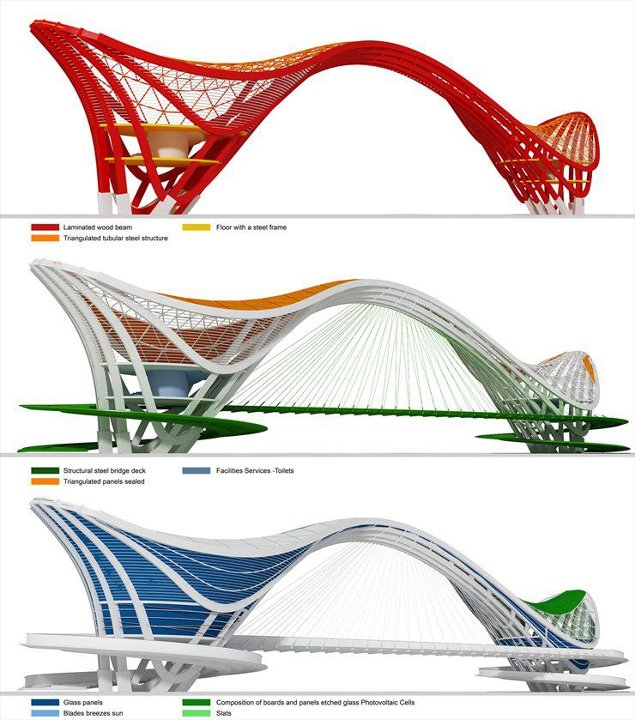 Laminated wood beam
Floor with a steel frame
Triangulated tubular steel structure
Structural steel bridge deck
Facilities Services -Toilets
Triangulated panels sealed
Glass panels
Composition of boards and panels etched glass Photovoltaic Cells
Blades breezes sun
Slats